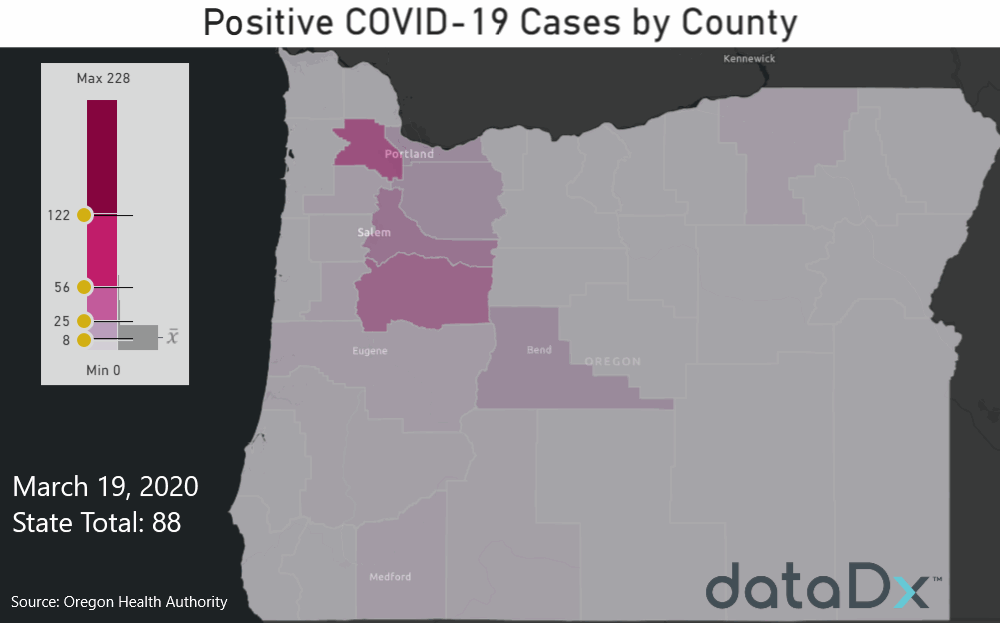 Positive COVID-19 Cases by County
Kennewick
Max 228
122
56
25
8
x̄
Min 0
Portland
Salem
Eugene
Bend
OREGON
Medford
March 19, 2020
State Total: 88
Source: Oregon Health Authority
dataDx™